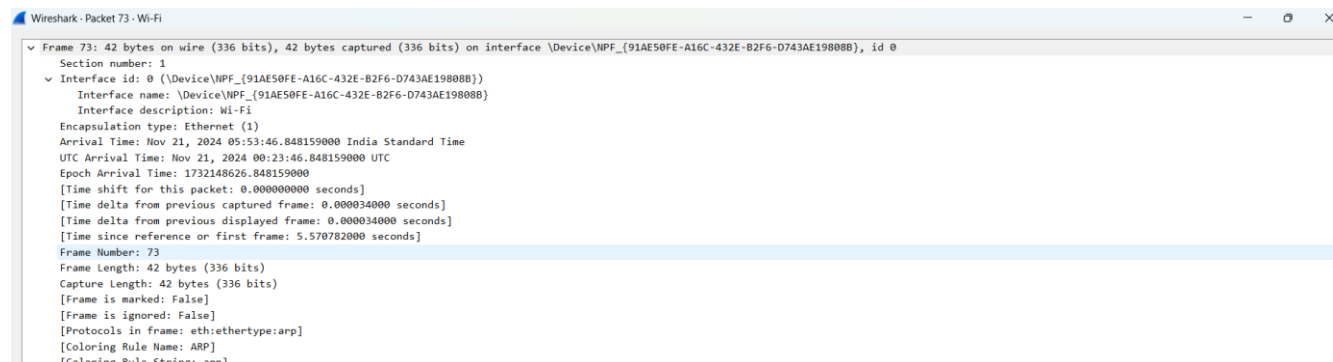 Wireshark · Packet 73 · Wi-Fi
Frame 73: 42 bytes on wire (336 bits), 42 bytes captured (336 bits) on interface \Device\NPF_{91AE50FE-A16C-432E-B2F6-D743AE19808B}, id 0
Section number: 1
Interface id: 0 (\Device\NPF_{91AE50FE-A16C-432E-B2F6-D743AE19808B})
Interface name: \Device\NPF_{91AE50FE-A16C-432E-B2F6-D743AE19808B}
Interface description: Wi-Fi
Encapsulation type: Ethernet (1)
Arrival Time: Nov 21, 2024 05:53:46.848159000 India Standard Time
UTC Arrival Time: Nov 21, 2024 00:23:46.848159000 UTC
Epoch Arrival Time: 1732148626.848159000
[Time shift for this packet: 0.000000000 seconds]
[Time delta from previous captured frame: 0.000034000 seconds]
[Time delta from previous displayed frame: 0.000034000 seconds]
[Time since reference or first frame: 5.570782000 seconds]
Frame Number: 73
Frame Length: 42 bytes (336 bits)
Capture Length: 42 bytes (336 bits)
[Frame is marked: False]
[Frame is ignored: False]
[Protocols in frame: eth:ethertype:arp]
[Coloring Rule Name: ARP]
[Coloring Rule String: arp]